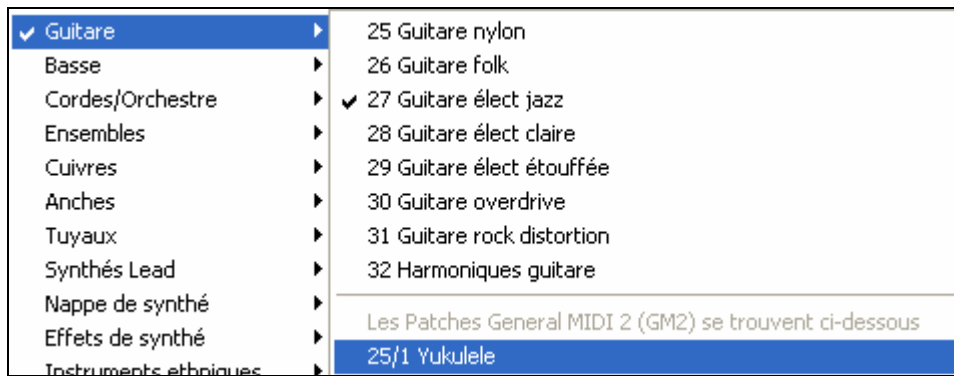 Guitare
Basse
Cordes/Orchestre
Ensembles
Cuivres
Anches
Tuyaux
Synthés Lead
Nappe de synthé
Effets de synthé
Instruments ethniques
25 Guitare nylon
26 Guitare folk
27 Guitare élect jazz
28 Guitare élect claire
29 Guitare élect étouffée
30 Guitare overdrive
31 Guitare rock distortion
32 Harmoniques guitare
Les Patches General MIDI 2 (GM2) se trouvent ci-dessous
25/1 Yukulele